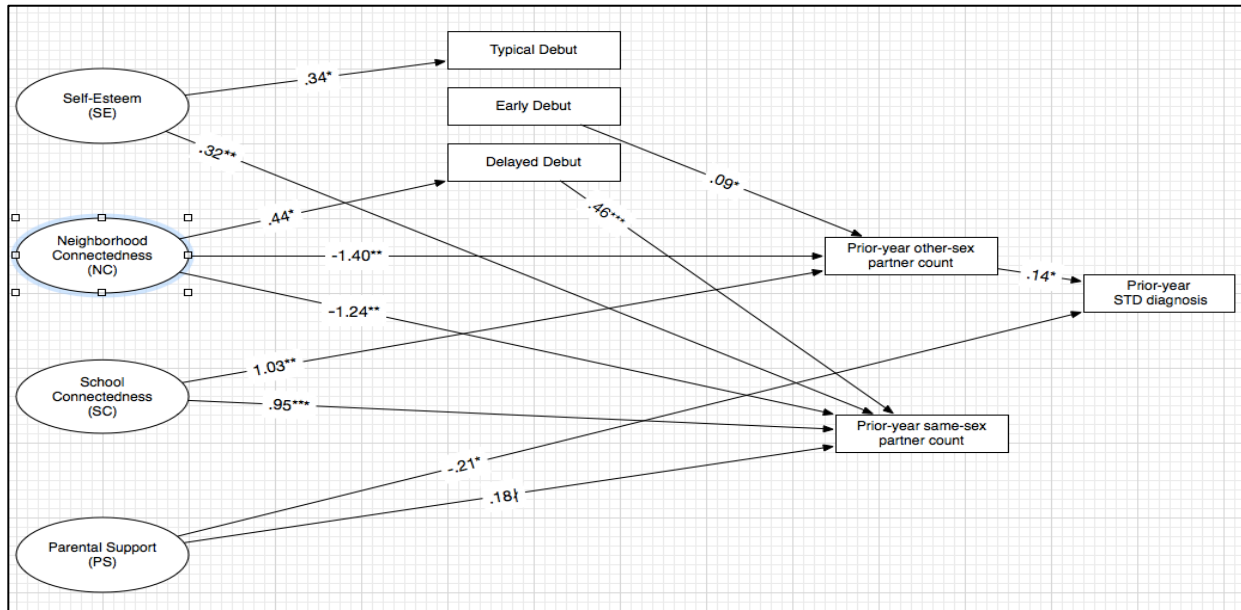 Typical Debut
.34*
Self-Esteem
(SE)
Early Debut
.32**
Delayed Debut
.09*
.46***
.44*
Neighborhood
Connectedness
(NC)
-1.40**
Prior-year other-sex
partner count
.14*
Prior-year
STD diagnosis
-1.24**
1.03**
School
Connectedness
(SC)
.95***
Prior-year same-sex
partner count
-.21*
.18ƚ
Parental Support
(PS)